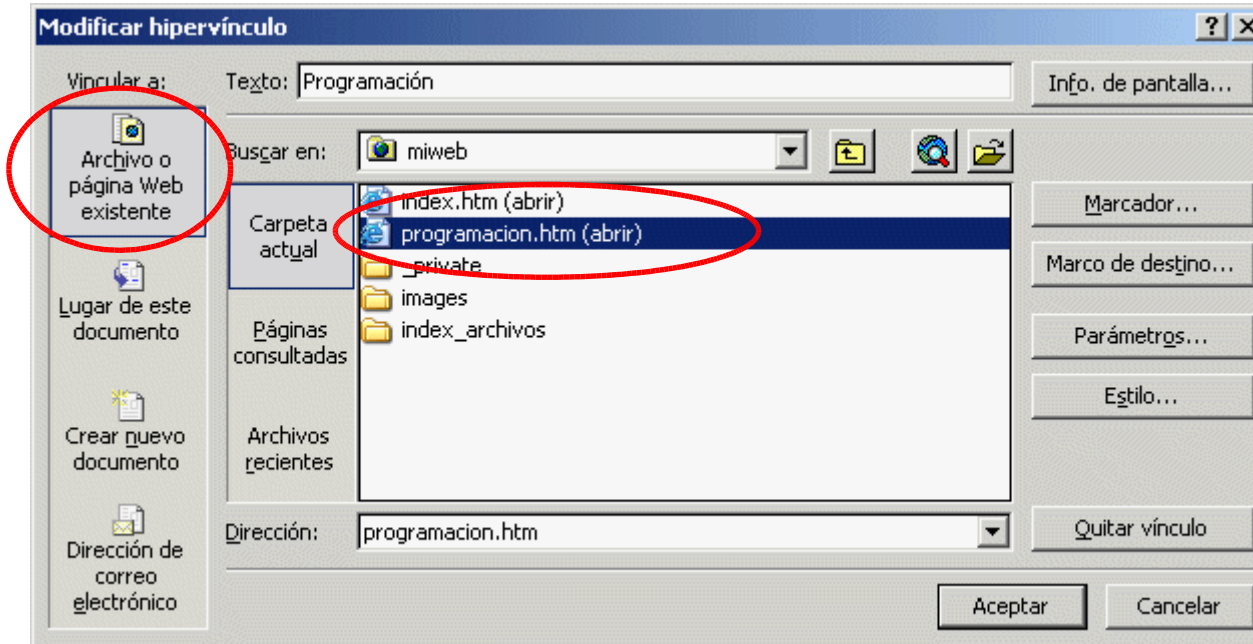 Modificar hipervínculo
Vincular a:
Texto: Programación
Info. de pantalla...
Archivo o
página Web
existente
Buscar en:
miweb
Carpeta
actual
index.htm (abrir)
programacion.htm (abrir)
_private
images
index_archivos
Marcador...
Marco de destino...
Parámetros...
Estilo...
Lugar de este
documento
Páginas
consultadas
Crear nuevo
documento
Archivos
recientes
Dirección de
correo
electrónico
Dirección:
programacion.htm
Quitar vínculo
Aceptar
Cancelar